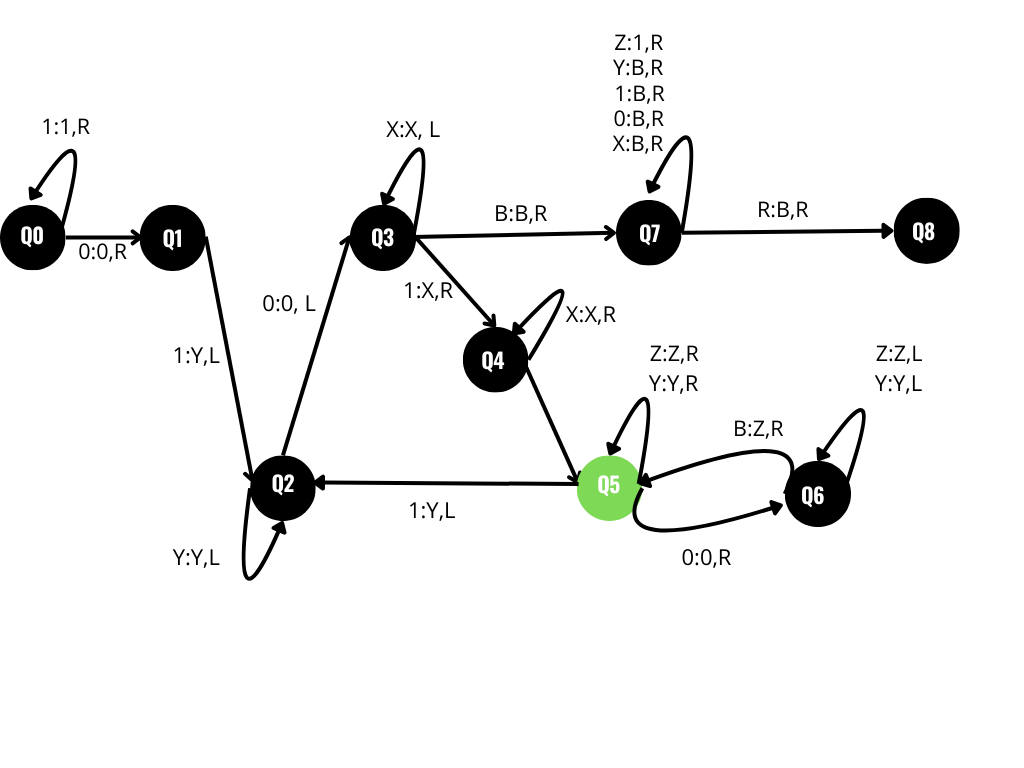 Z:1,R
Y:B,R
1:B,R
0:B,R
X:B,R
1:1,R
X:X, L
Q0
0:0,R
Q1
Q3
B:B,R
Q7
R:B,R
Q8
0:0, L
1:X,R
X:X,R
1:Y,L
Q4
Z:Z,R
Y:Y,R
Z:Z,L
Y:Y,L
B:Z,R
Q2
Q5
Q6
1:Y,L
Y:Y,L
0:0,R